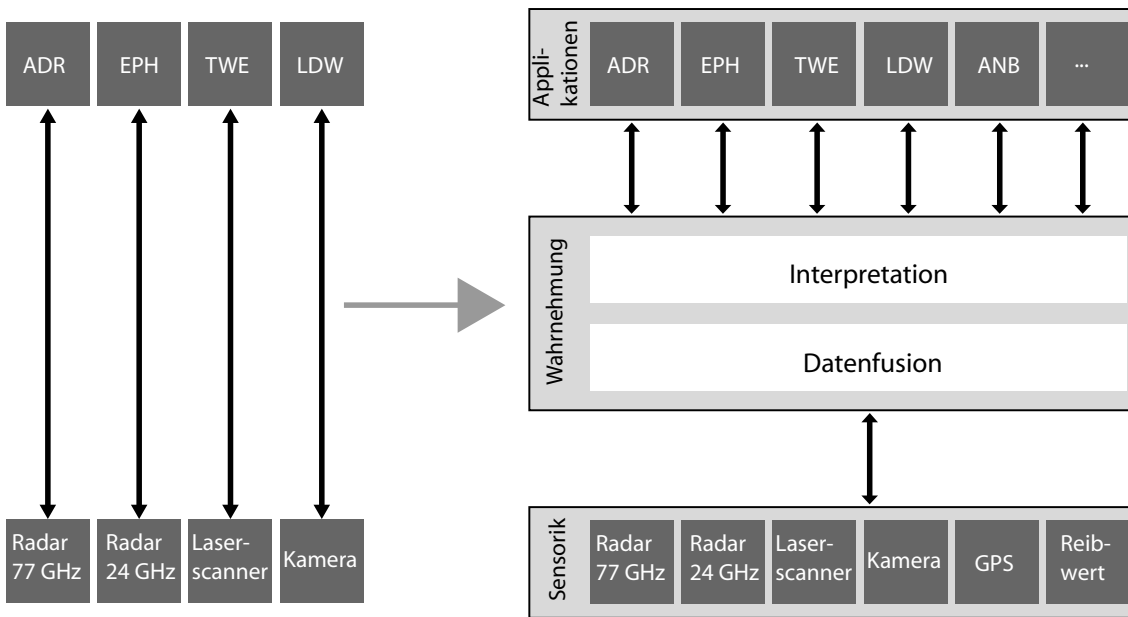 ADR
EPH
TWE
LDW
Radar
77 GHz
Radar
24 GHz
Laser-
scanner
Kamera
Appli-
kationen
ADR
EPH
TWE
LDW
ANB
...
Wahrnehmung
Interpretation
Datenfusion
Sensorik
Radar
77 GHz
Radar
24 GHz
Laser-
scanner
Kamera
GPS
Reib-
wert